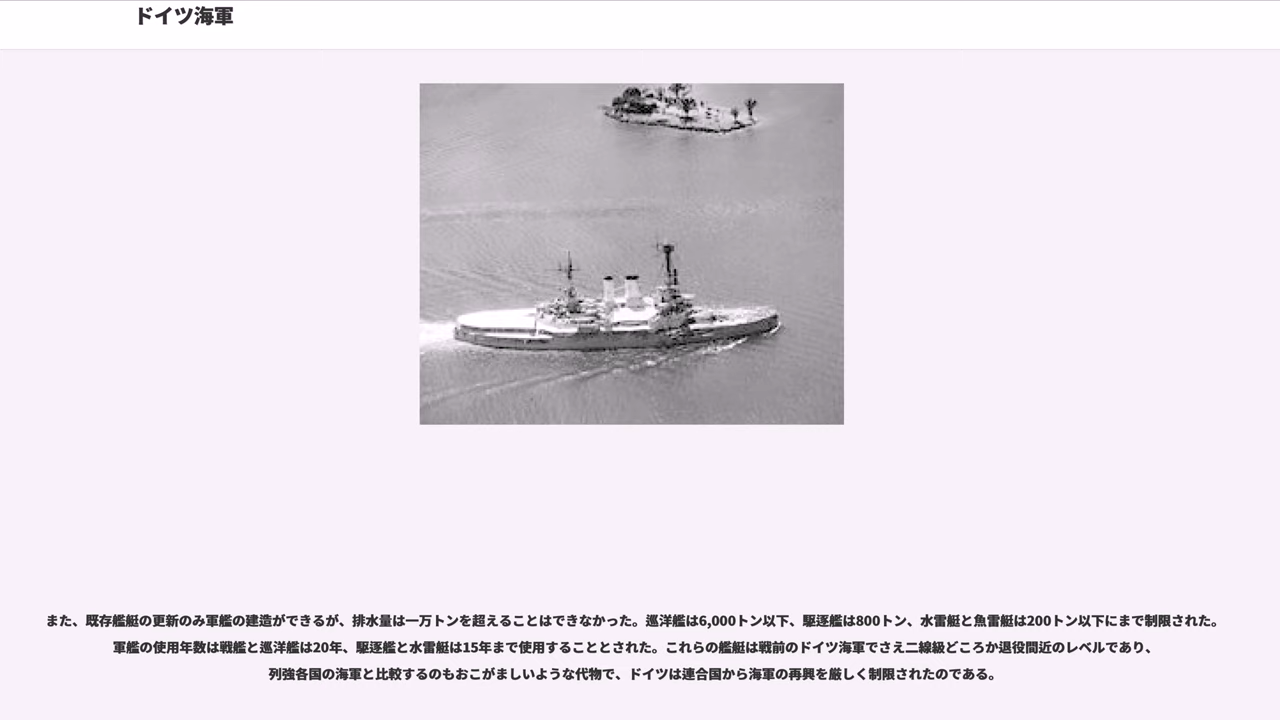 ドイツ海軍
また、既存艦艇の更新のみ軍艦の建造ができるが、排水量は一万トンを超えることはできなかった。巡洋艦は6,000トン以下、駆逐艦は800トン、水雷艇と魚雷艇は200トン以下にまで制限された。
軍艦の使用年数は戦艦と巡洋艦は20年、駆逐艦と水雷艇は15年まで使用することとされた。これらの艦艇は戦前のドイツ海軍でさえ二線級どころか退役間近のレベルであり、
列強各国の海軍と比較するのもおこがましいような代物で、ドイツは連合国から海軍の再興を厳しく制限されたのである。